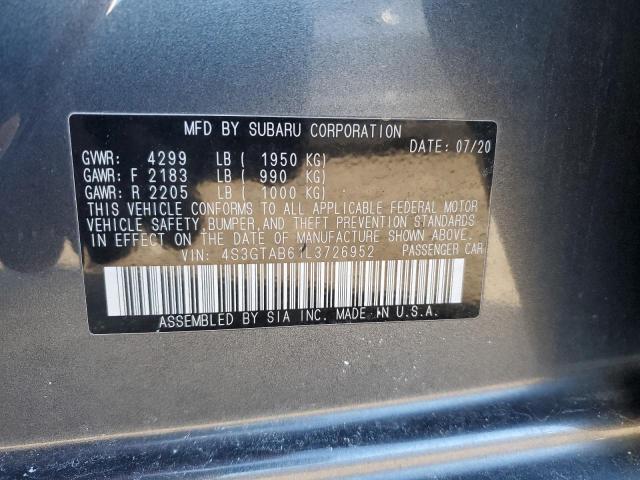 MFD BY SUBARU CORPORATION
DATE: 07/20
GVWR: 4299 LB ( 1950 KG)
GAWR: F 2183 LB ( 990 KG)
GAWR: R 2205 LB ( 1000 KG)
THIS VEHICLE CONFORMS TO ALL APPLICABLE FEDERAL MOTOR
VEHICLE SAFETY, BUMPER, AND THEFT PREVENTION STANDARDS
IN EFFECT ON DATE OF MANUFACTURE SHOWN ABOVE.
VIN: 4S3GTAB61L3726952 PASSENGER CAR
ASSEMBLED BY SIA INC. MADE IN U.S.A.